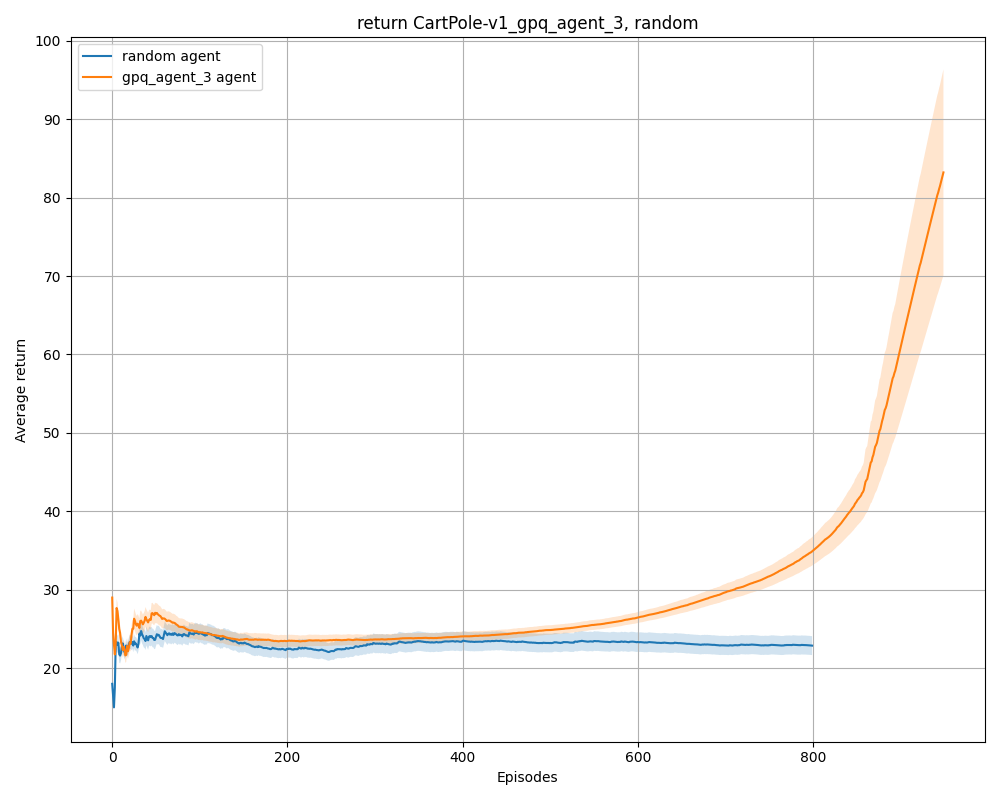 return CartPole-v1_gpq_agent_3, random
random agent
gpq_agent_3 agent
100
90
80
70
60
50
40
30
20
Average return
0
200
400
600
800
Episodes